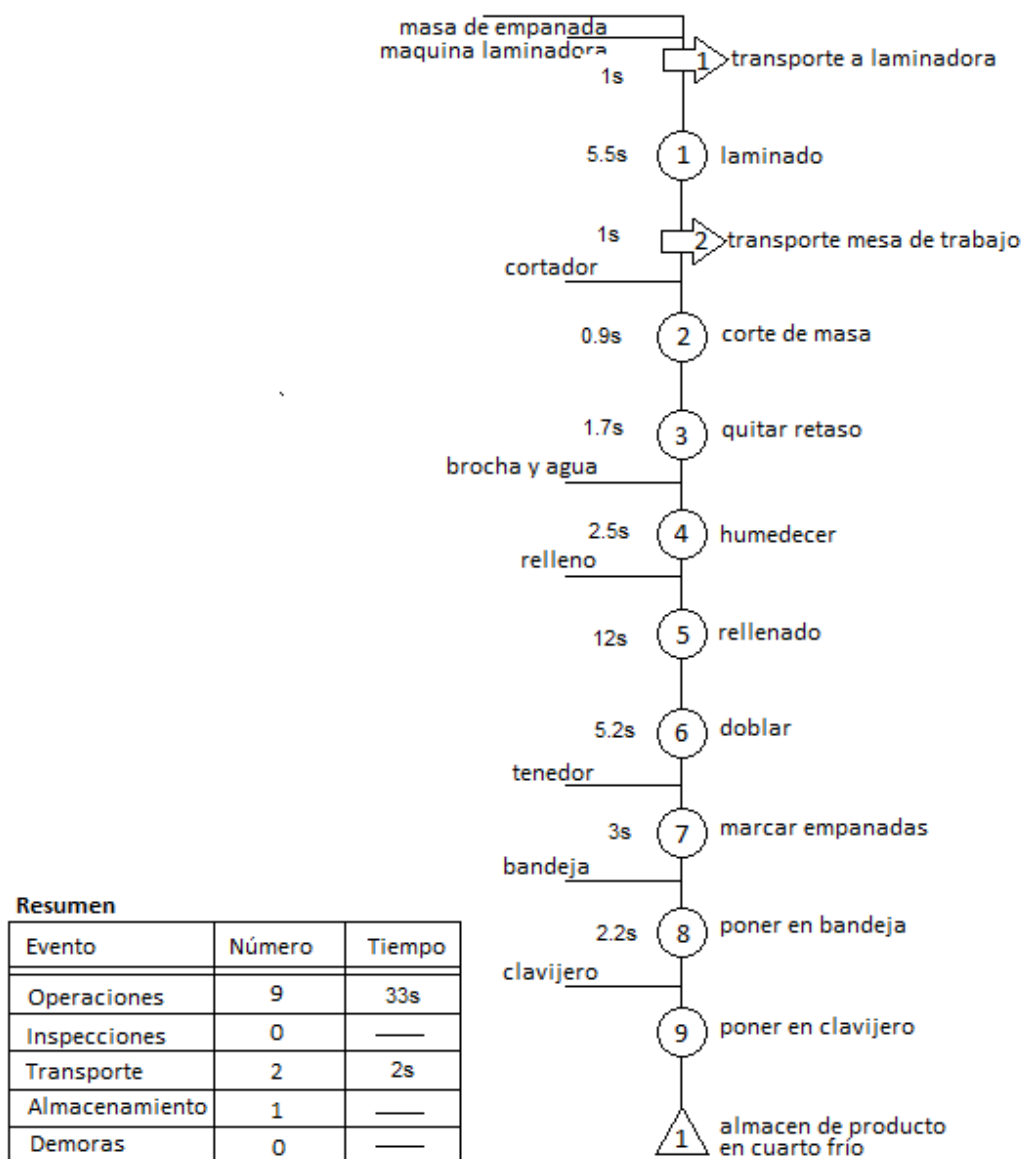 masa de empanada
maquina laminadora
1 transporte a laminadora
1s
5.5s 1 laminado
1s 2 transporte mesa de trabajo
cortador
0.9s 2 corte de masa
1.7s 3 quitar retaso
brocha y agua
2.5s 4 humedecer
relleno
12s 5 rellenado
5.2s 6 doblar
tenedor
3s 7 marcar empanadas
bandeja
2.2s 8 poner en bandeja
clavijero
9 poner en clavijero
1 almacen de producto
en cuarto frío
Resumen
Evento Número Tiempo
Operaciones 9 33s
Inspecciones 0 —
Transporte 2 2s
Almacenamiento 1 —
Demoras 0 —